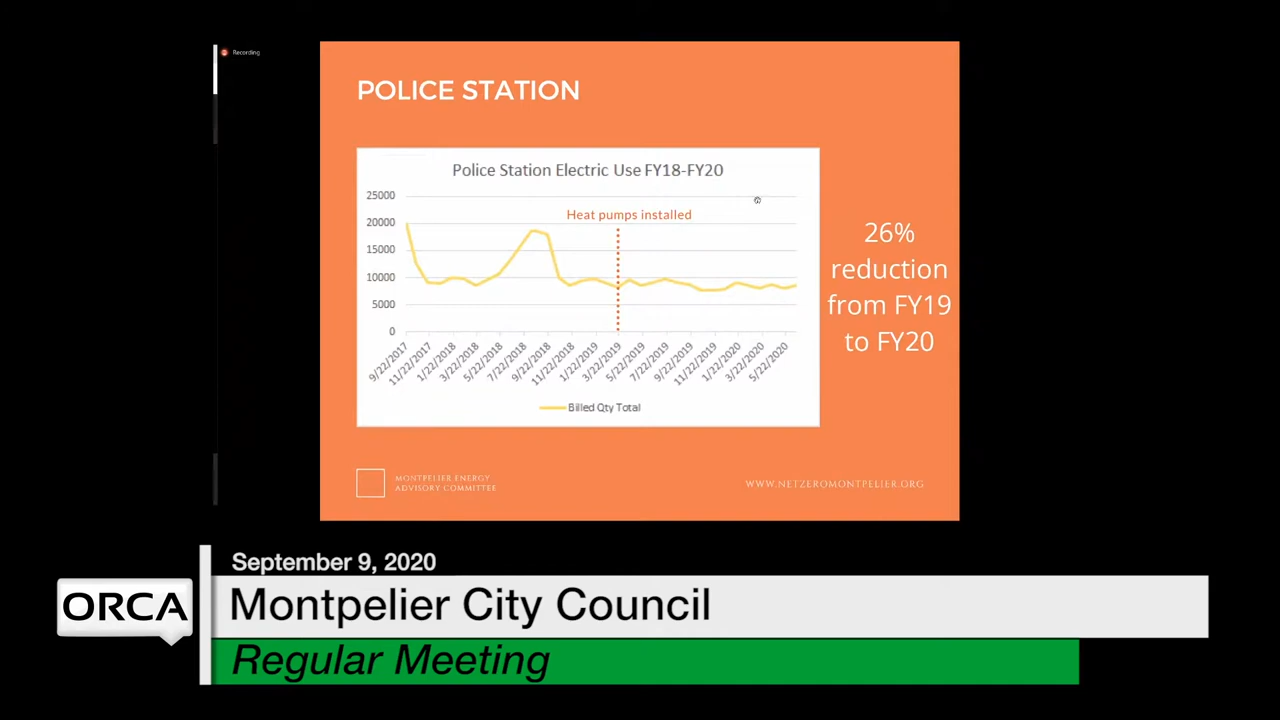 Recording
POLICE STATION
Police Station Electric Use FY18-FY20
25000
20000
15000
10000
5000
0
Heat pumps installed
9/22/2017
11/22/2017
1/22/2018
3/22/2018
5/22/2018
7/22/2018
9/22/2018
11/22/2018
1/22/2019
3/22/2019
5/22/2019
7/22/2019
9/22/2019
11/22/2019
1/22/2020
3/22/2020
5/22/2020
Billed Qty Total
26%
reduction
from FY19
to FY20
MONTPELIER ENERGY
ADVISORY COMMITTEE
WWW.NETZEROMONTPELIER.ORG
September 9, 2020
ORCA
Montpelier City Council
Regular Meeting